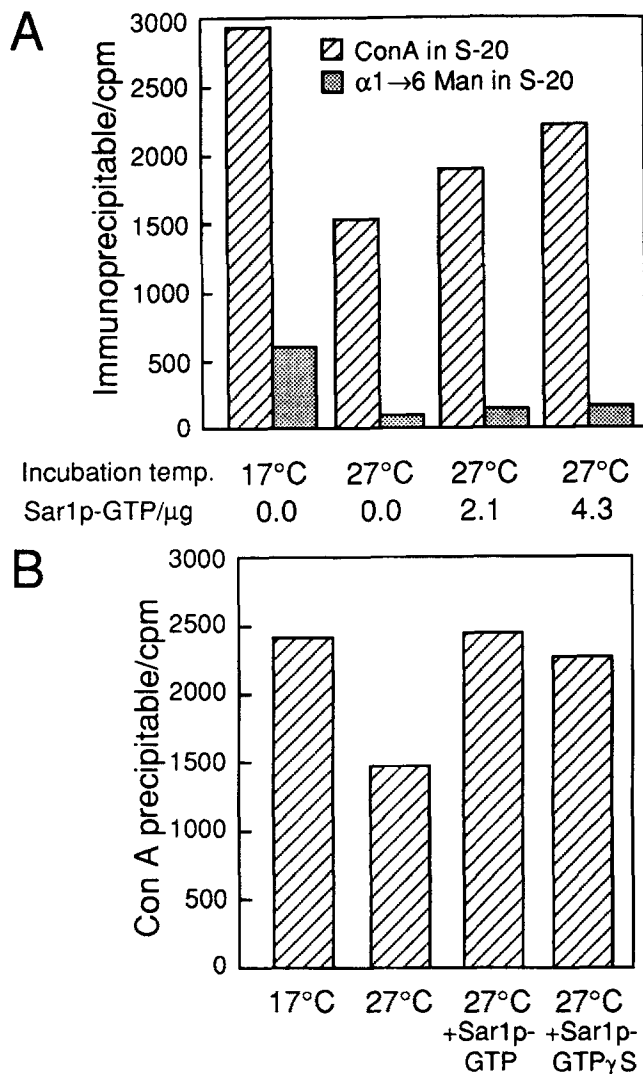 A
Immunoprecipitable/cpm
3000
2500
2000
1500
1000
500
0
ConA in S-20
α1→6 Man in S-20
Incubation temp. 17°C 27°C 27°C 27°C
Sar1p-GTP/μg 0.0 0.0 2.1 4.3
B
Con A precipitable/cpm
3000
2500
2000
1500
1000
500
0
17°C 27°C 27°C 27°C
+Sar1p- +Sar1p-
GTP GTPγS